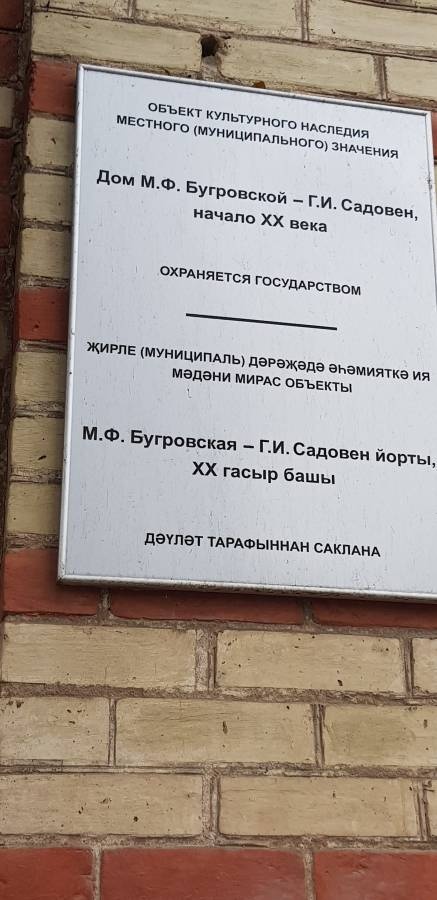 ОБЪЕКТ КУЛЬТУРНОГО НАСЛЕДИЯ
МЕСТНОГО (МУНИЦИПАЛЬНОГО) ЗНАЧЕНИЯ
Дом М.Ф. Бугровской – Г.И. Садовен,
начало XX века
ОХРАНЯЕТСЯ ГОСУДАРСТВОМ
ҖИРЛЕ (МУНИЦИПАЛЬ) ДӘРӘҖӘДӘ ӘҺӘМИЯТКӘ ИЯ
МӘДӘНИ МИРАС ОБЪЕКТЫ
М.Ф. Бугровская – Г.И. Садовен йорты,
XX гасыр башы
ДӘҮЛӘТ ТАРАФЫННАН САКЛАНА